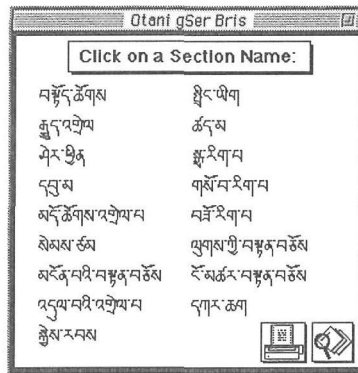 Otani gSer Bris
Click on a Section Name:
བསྟོད་ཚོགས
རྒྱུད་འགྲེལ
ཤེར་ཕྱིན
དབུ་མ
མདོ་ཚོགས་འགྲེལ་པ
སེམས་ཙམ
མངོན་པའི་བསྟན་བཅོས
འདུལ་བའི་འགྲེལ་པ
སྐྱེས་རབས
སྤྲིང་ཡིག
ཚད་མ
སྒྲ་རིག་པ
གསོ་བ་རིག་པ
བཟོ་རིག་པ
ལུགས་ཀྱི་བསྟན་བཅོས
ངོ་མཚར་བསྟན་བཅོས
དཀར་ཆག